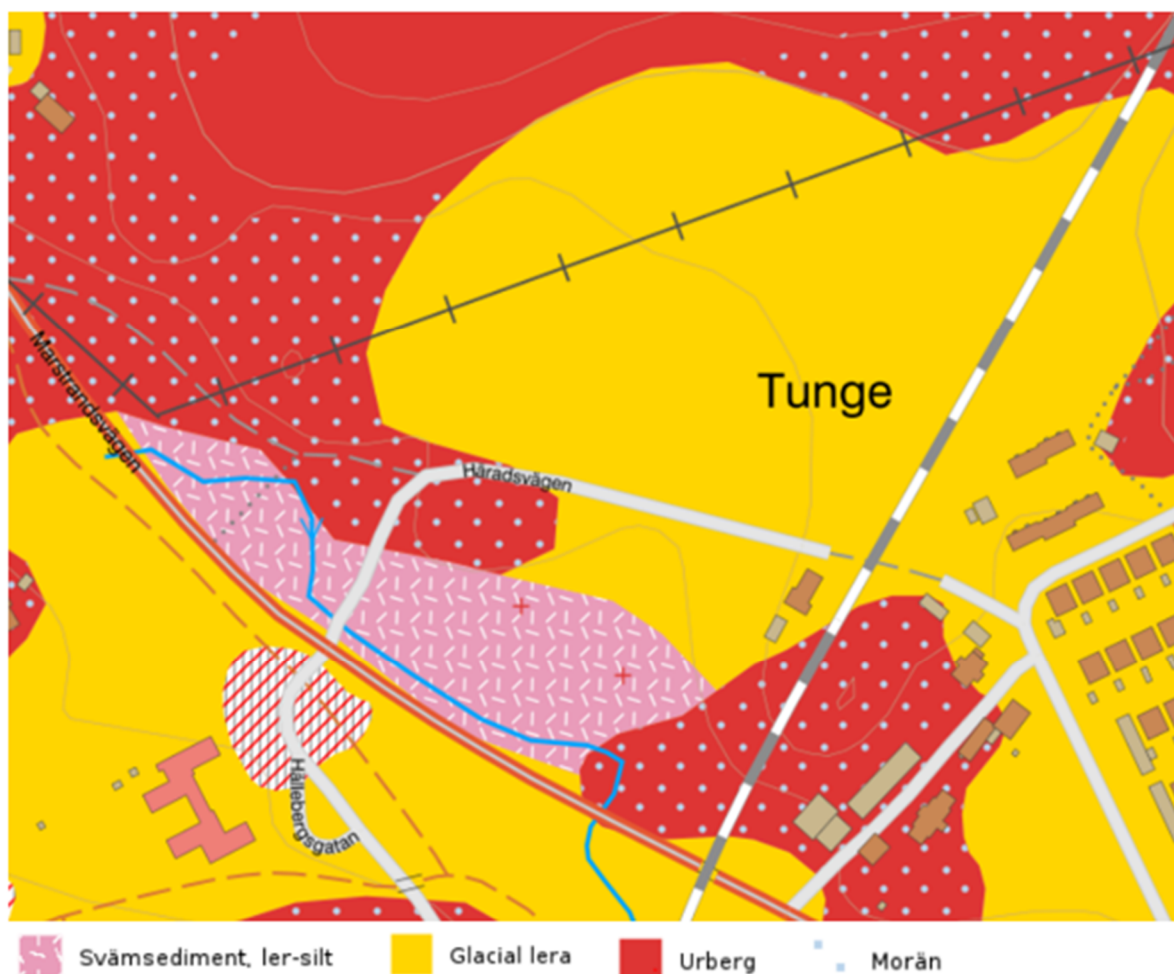 Marstrandsvägen
Tunge
Häradsvägen
Hällebergsgatan
Svämsediment, ler-silt
Glacial lera
Urberg
Morän